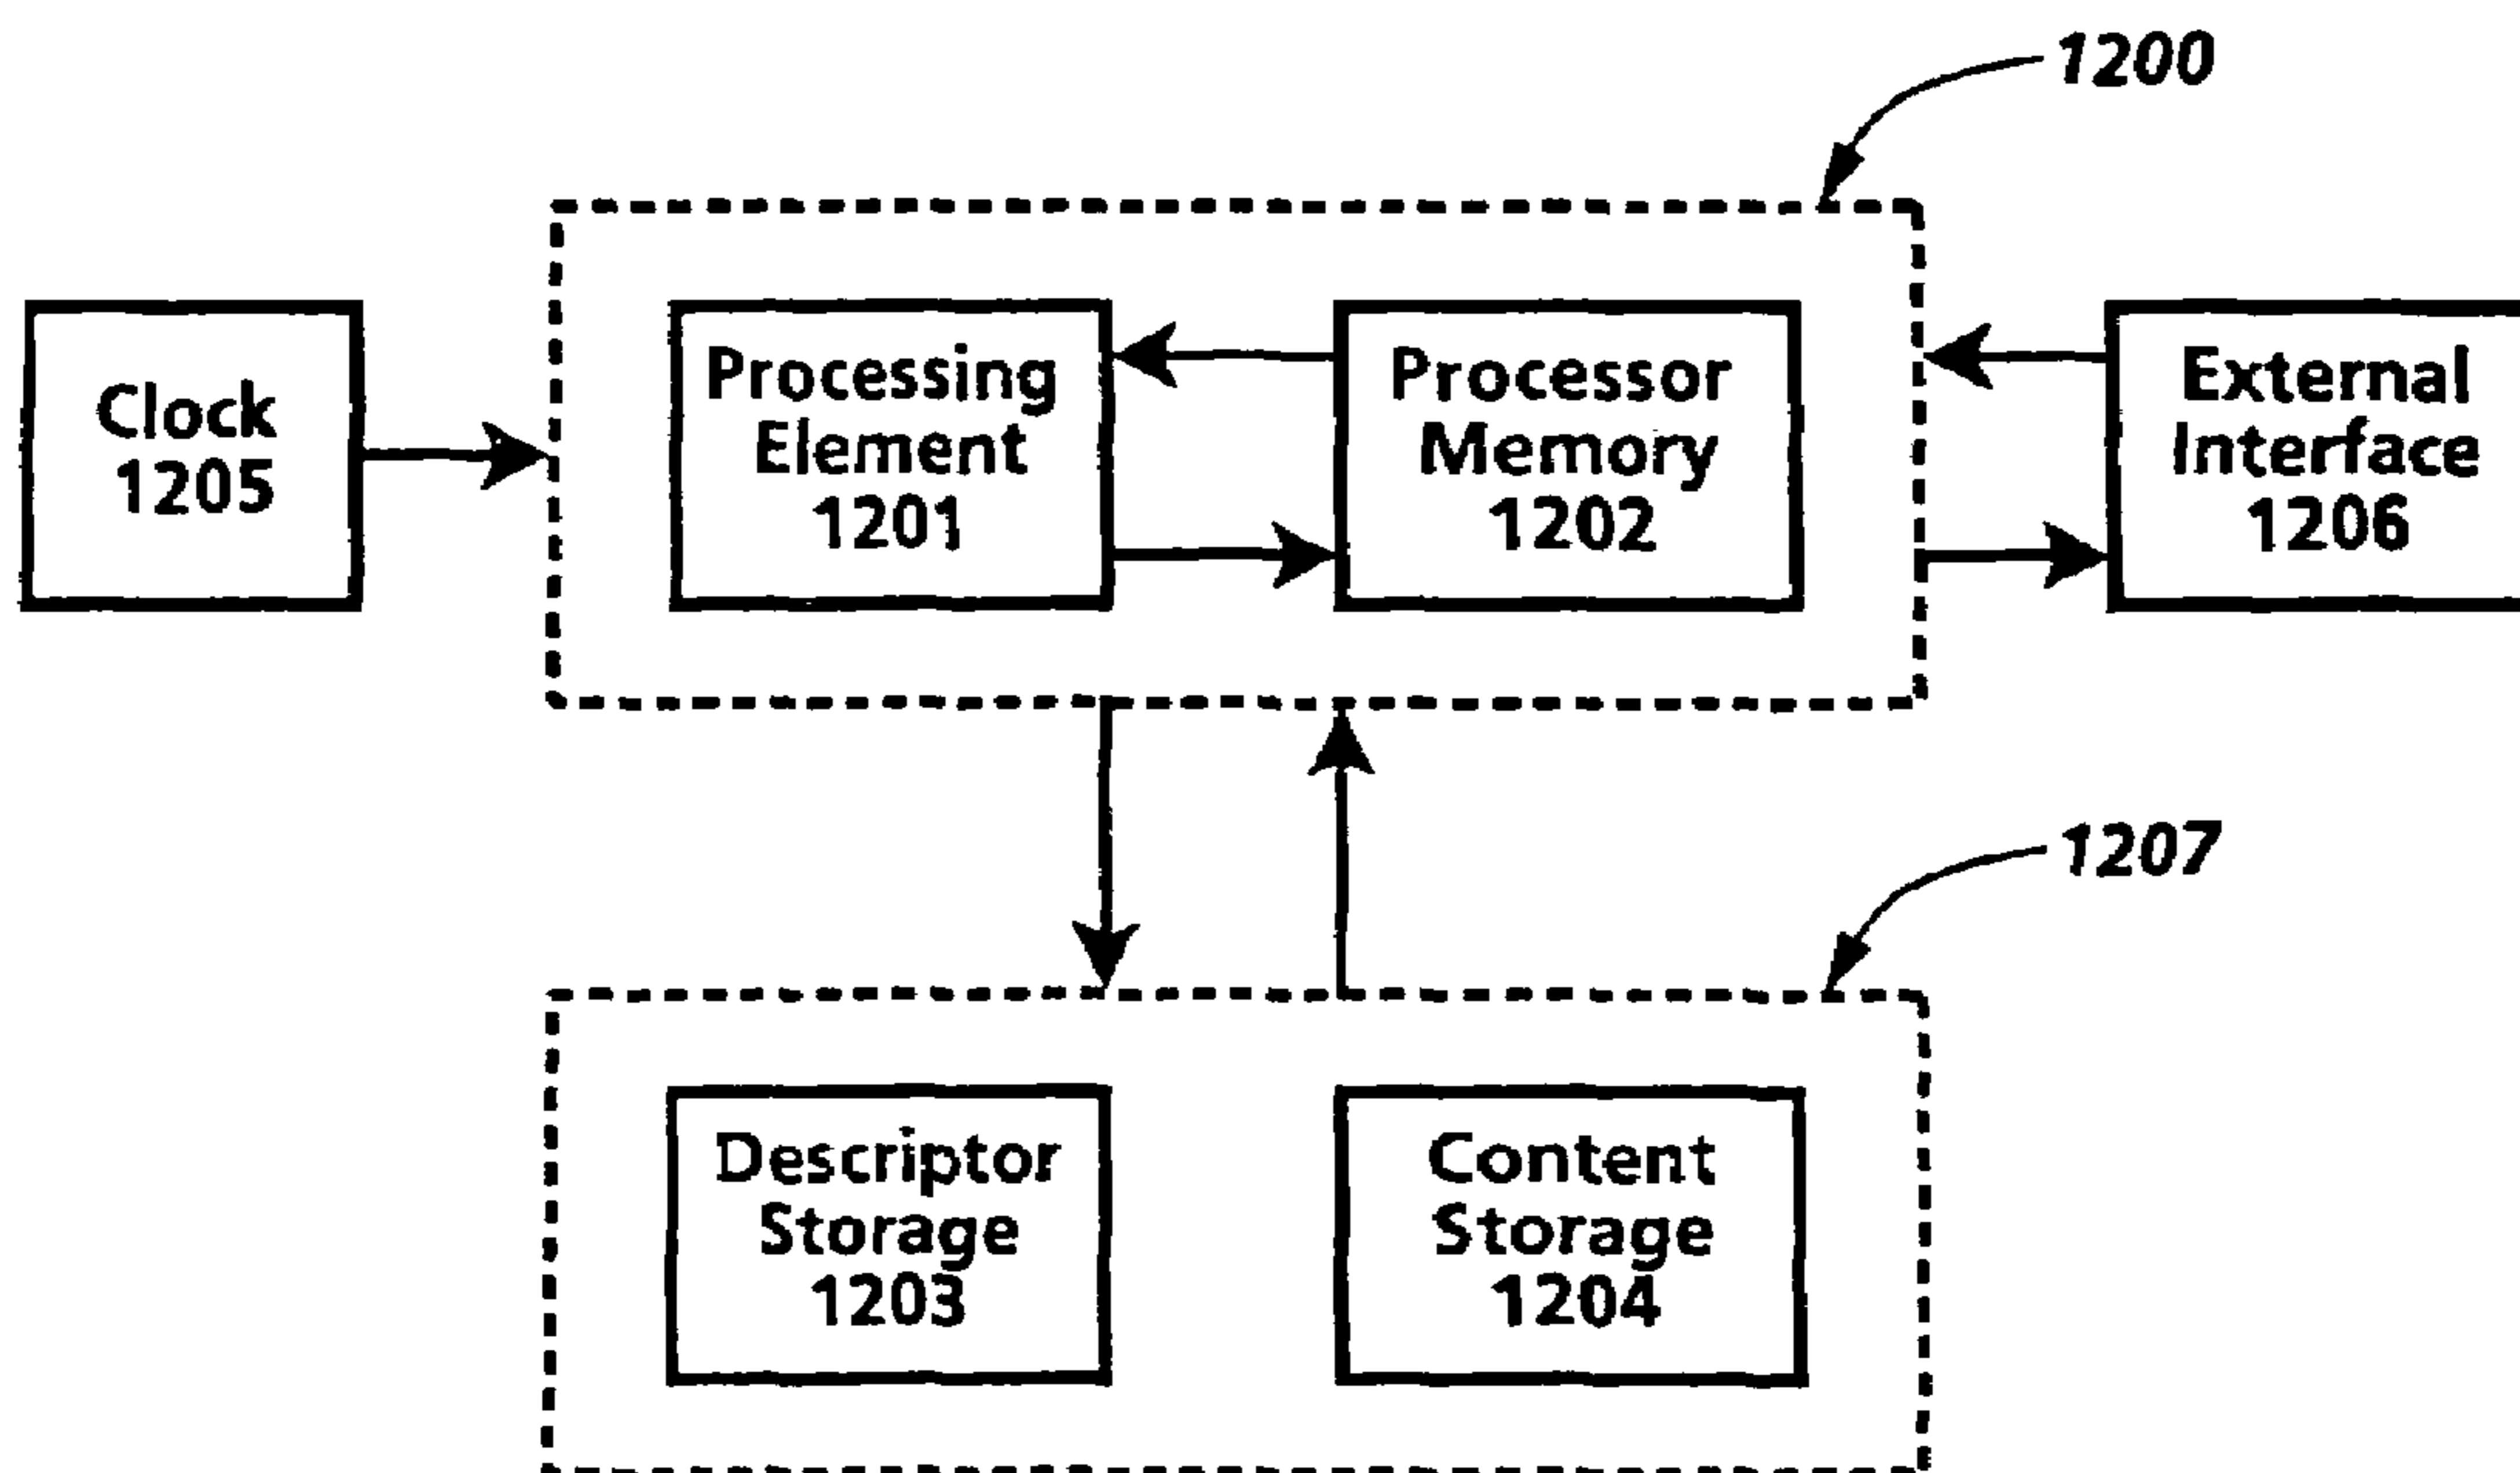 1200
Clock
1205
Processing
Element
1201
Processor
Memory
1202
External
Interface
1206
1207
Descriptor
Storage
1203
Content
Storage
1204